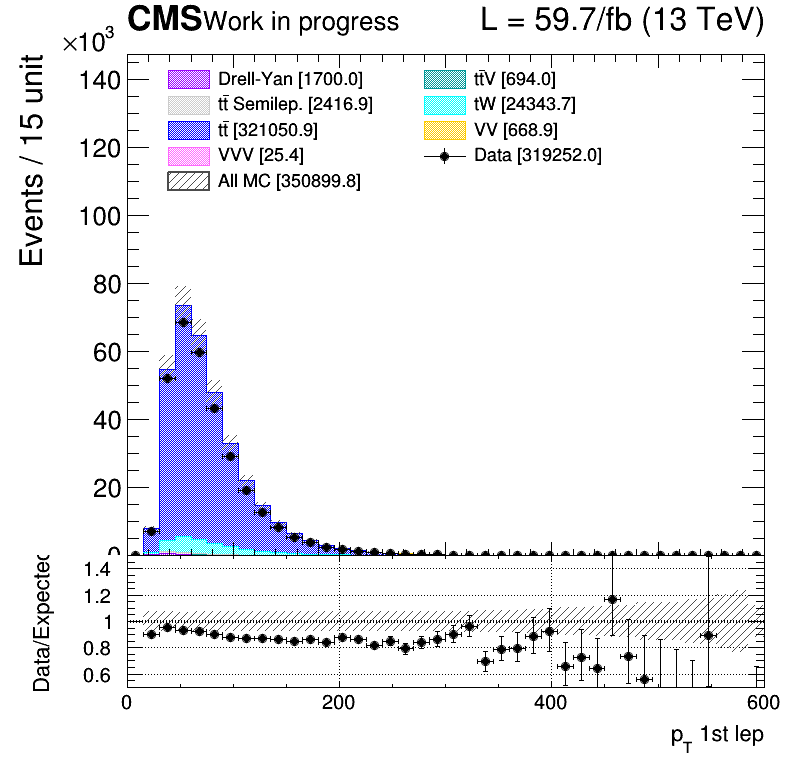 CMS Work in progress L = 59.7/fb (13 TeV)
×10³
Drell-Yan [1700.0]
tt̄ Semilep. [2416.9]
tt̄ [321050.9]
VVV [25.4]
All MC [350899.8]
tt̄V [694.0]
tW [24343.7]
VV [668.9]
Data [319252.0]
Events / 15 unit
140
120
100
80
60
40
20
0
Data/Expected
1.4
1.2
1
0.8
0.6
0 200 400 600
p_T 1st lep